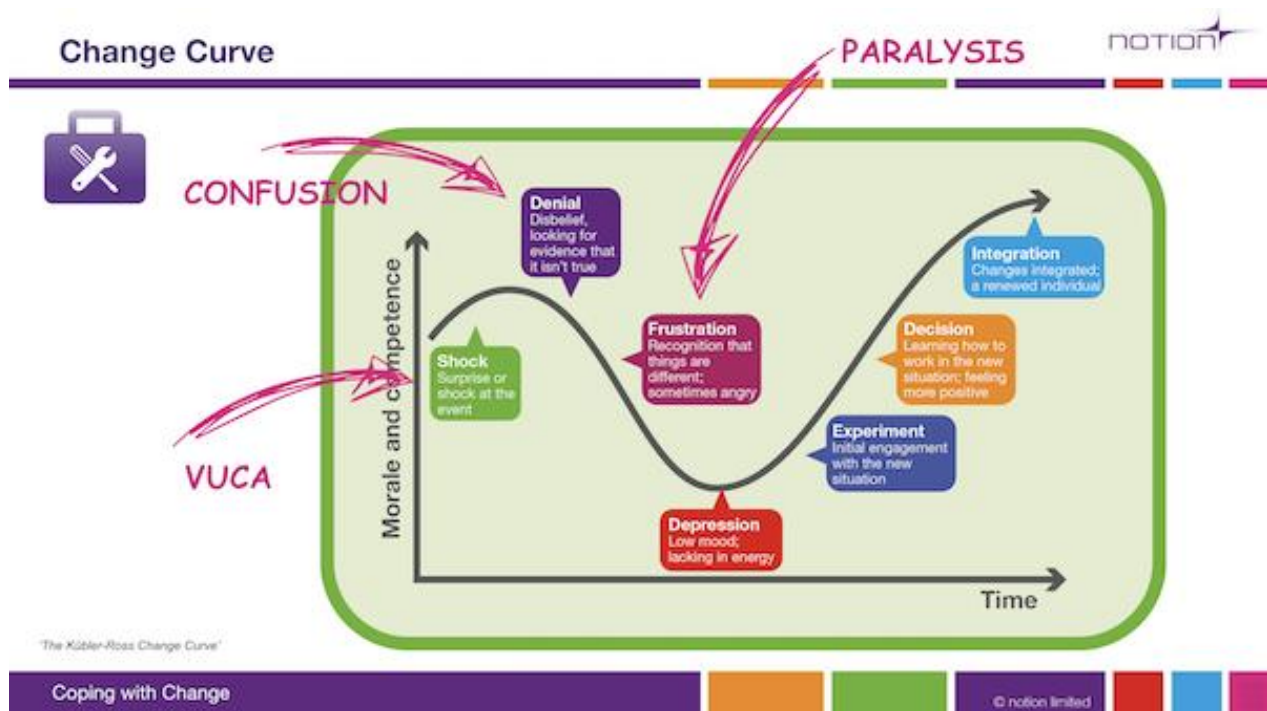 Change Curve
PARALYSIS
notion
CONFUSION
Denial
Disbelief,
looking for
evidence that
it isn't true
Integration
Changes integrated;
a renewed individual
Frustration
Recognition that
things are
different;
sometimes angry
Decision
Learning how to
work in the new
situation; feeling
more positive
Shock
Surprise or
shock at the
event
Morale and competence
VUCA
Experiment
Initial engagement
with the new
situation
Depression
Low mood;
lacking in energy
Time
'The Kübler-Ross Change Curve'
Coping with Change
© notion limited